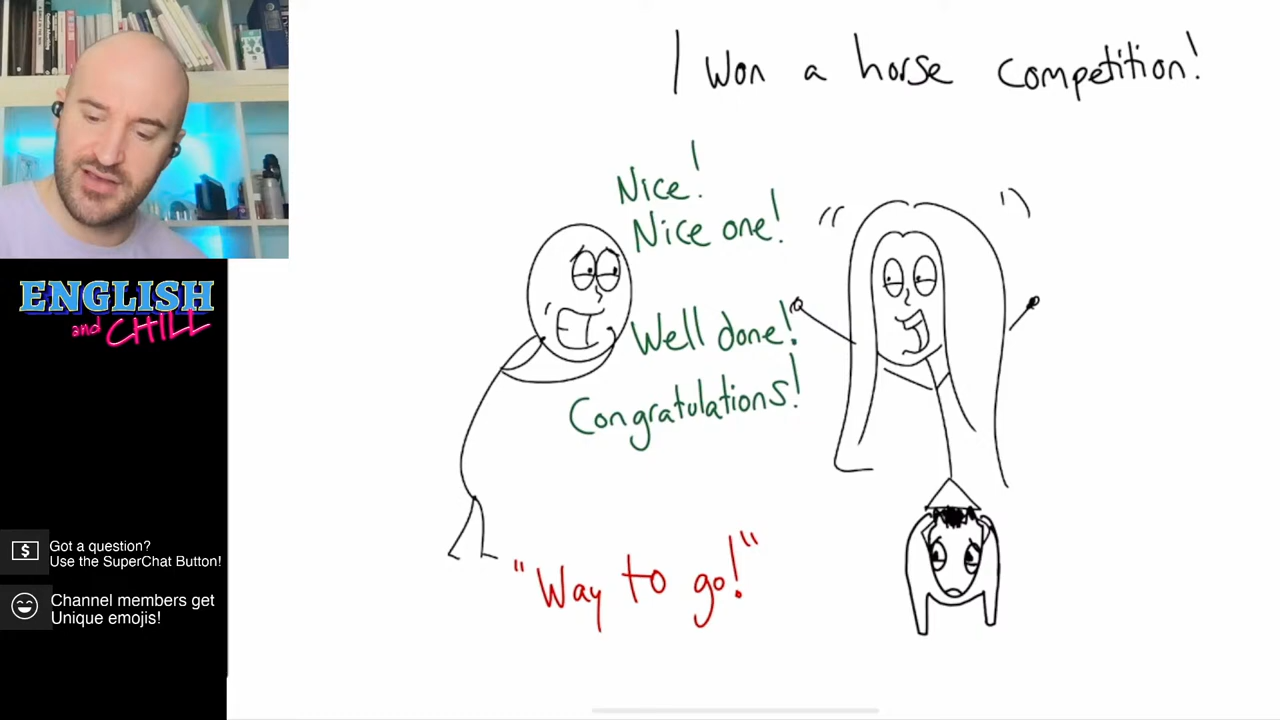 I won a horse competition!
Nice!
Nice one!
Well done!
Congratulations!
"Way to go!"
ENGLISH
and CHILL
$ Got a question?
Use the SuperChat Button!
Channel members get
Unique emojis!